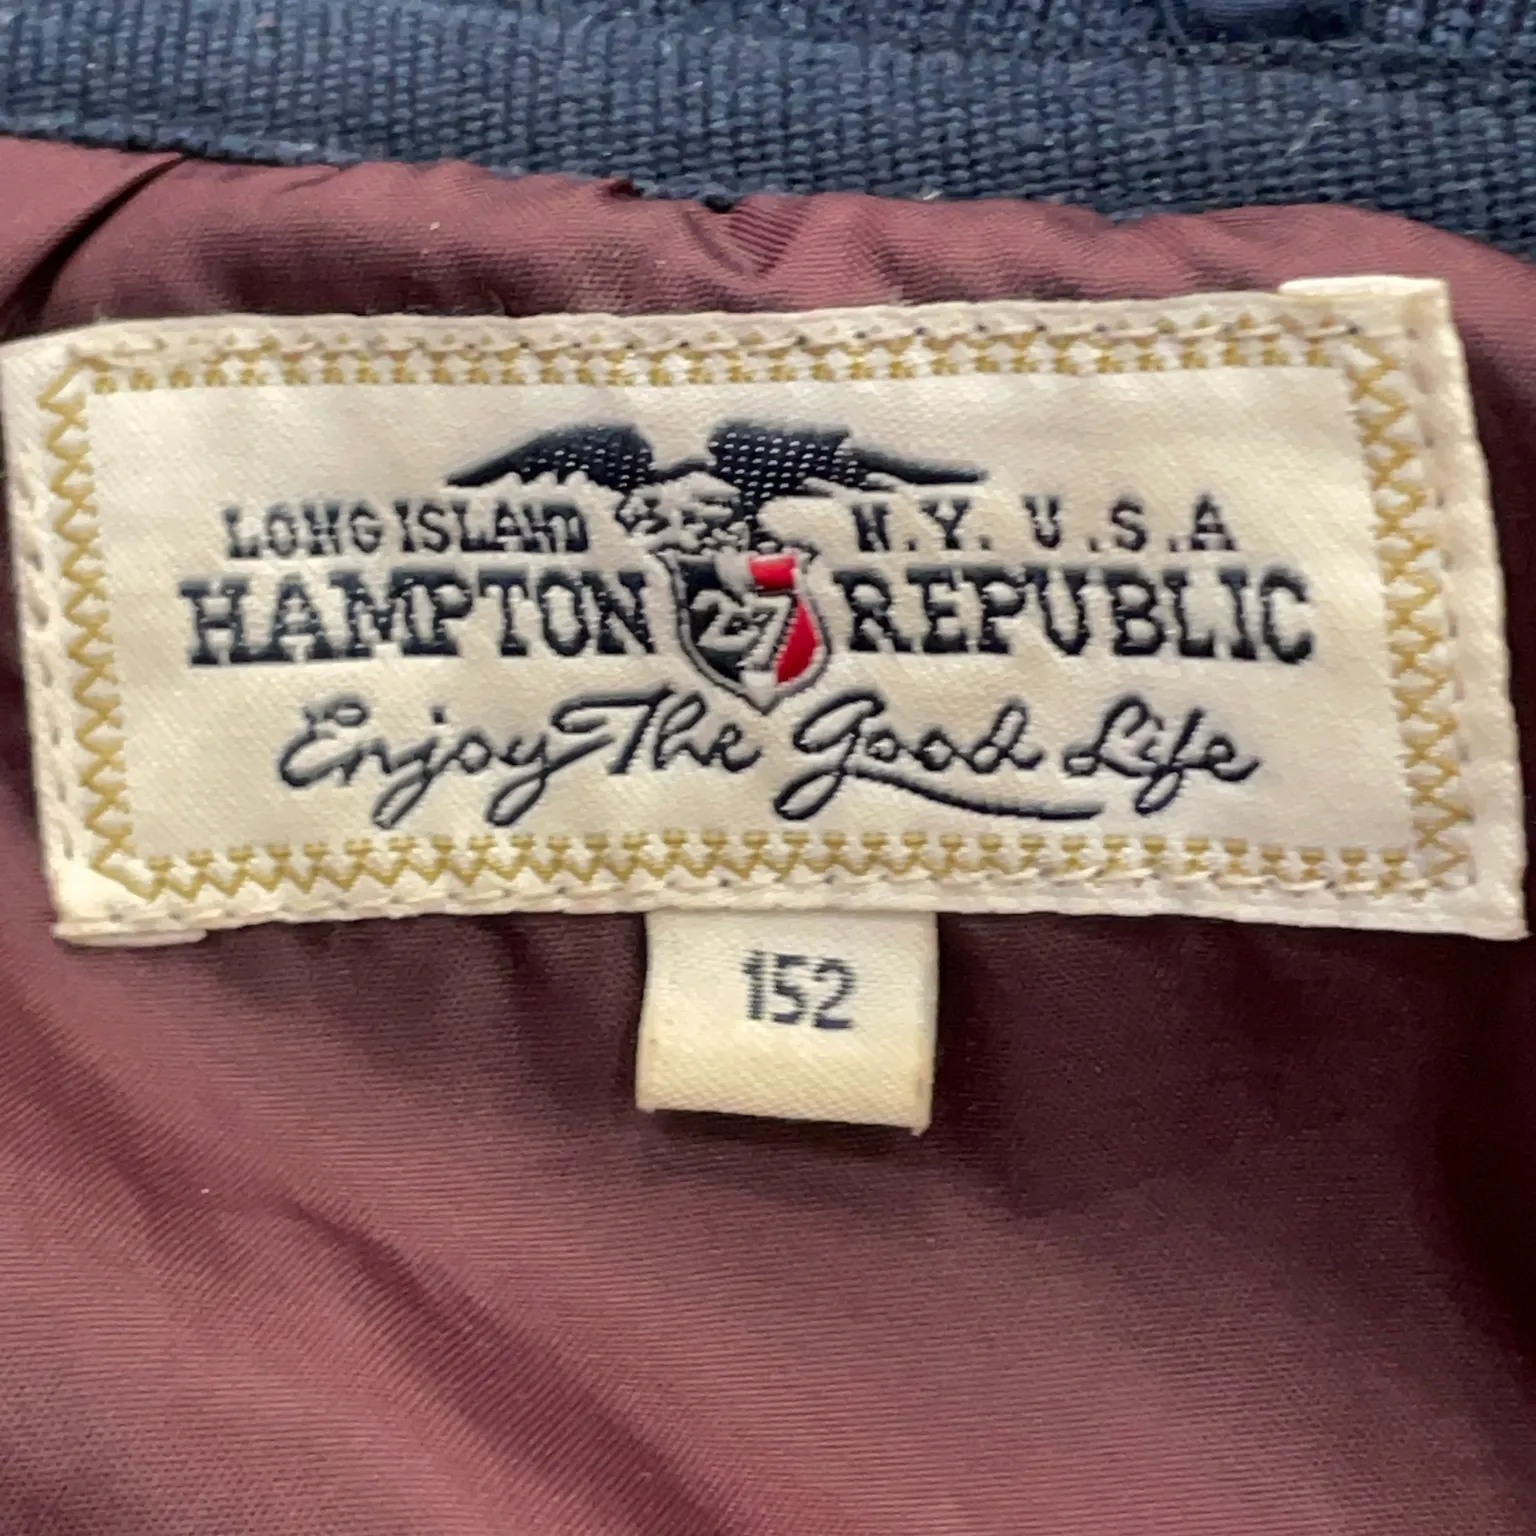 LONG ISLAND N.Y. U.S.A
HAMPTON 27 REPUBLIC
Enjoy The Good Life
152